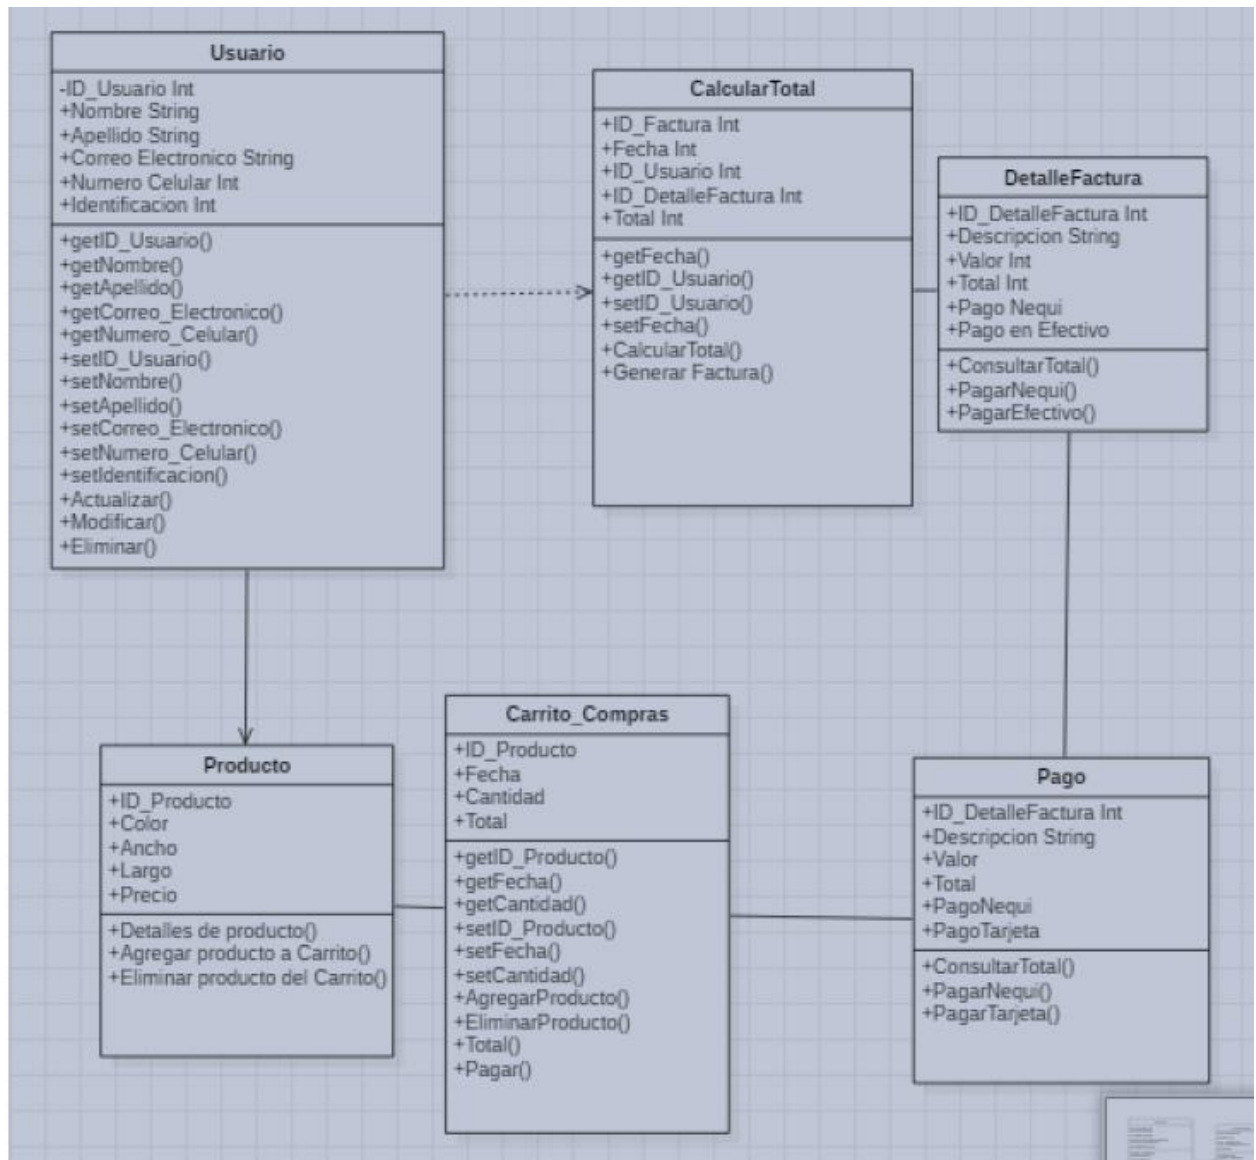 Usuario
-ID_Usuario Int
+Nombre String
+Apellido String
+Correo Electronico String
+Numero Celular Int
+Identificacion Int
+getID_Usuario()
+getNombre()
+getApellido()
+getCorreo_Electronico()
+getNumero_Celular()
+setID_Usuario()
+setNombre()
+setApellido()
+setCorreo_Electronico()
+setNumero_Celular()
+setIdentificacion()
+Actualizar()
+Modificar()
+Eliminar()
CalcularTotal
+ID_Factura Int
+Fecha Int
+ID_Usuario Int
+ID_DetalleFactura Int
+Total Int
+getFecha()
+getID_Usuario()
+setID_Usuario()
+setFecha()
+CalcularTotal()
+Generar Factura()
DetalleFactura
+ID_DetalleFactura Int
+Descripcion String
+Valor Int
+Total Int
+Pago Nequi
+Pago en Efectivo
+ConsultarTotal()
+PagarNequi()
+PagarEfectivo()
Producto
+ID_Producto
+Color
+Ancho
+Largo
+Precio
+Detalles de producto()
+Agregar producto a Carrito()
+Eliminar producto del Carrito()
Carrito_Compras
+ID_Producto
+Fecha
+Cantidad
+Total
+getID_Producto()
+getFecha()
+getCantidad()
+setID_Producto()
+setFecha()
+setCantidad()
+AgregarProducto()
+EliminarProducto()
+Total()
+Pagar()
Pago
+ID_DetalleFactura Int
+Descripcion String
+Valor
+Total
+PagoNequi
+PagoTarjeta
+ConsultarTotal()
+PagarNequi()
+PagarTarjeta()